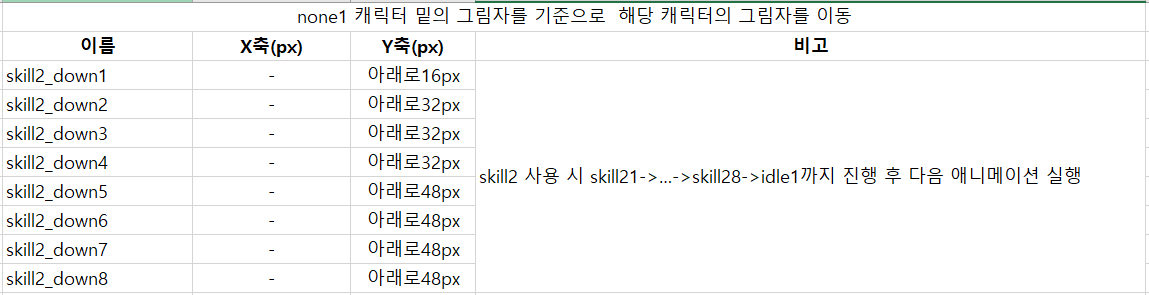 none1 캐릭터 밑의 그림자를 기준으로  해당 캐릭터의 그림자를 이동
이름 X축(px) Y축(px) 비고
skill2_down1 - 아래로16px
skill2_down2 - 아래로32px
skill2_down3 - 아래로32px
skill2_down4 - 아래로32px
skill2 사용 시 skill21->...->skill28->idle1까지 진행 후 다음 애니메이션 실행
skill2_down5 - 아래로48px
skill2_down6 - 아래로48px
skill2_down7 - 아래로48px
skill2_down8 - 아래로48px